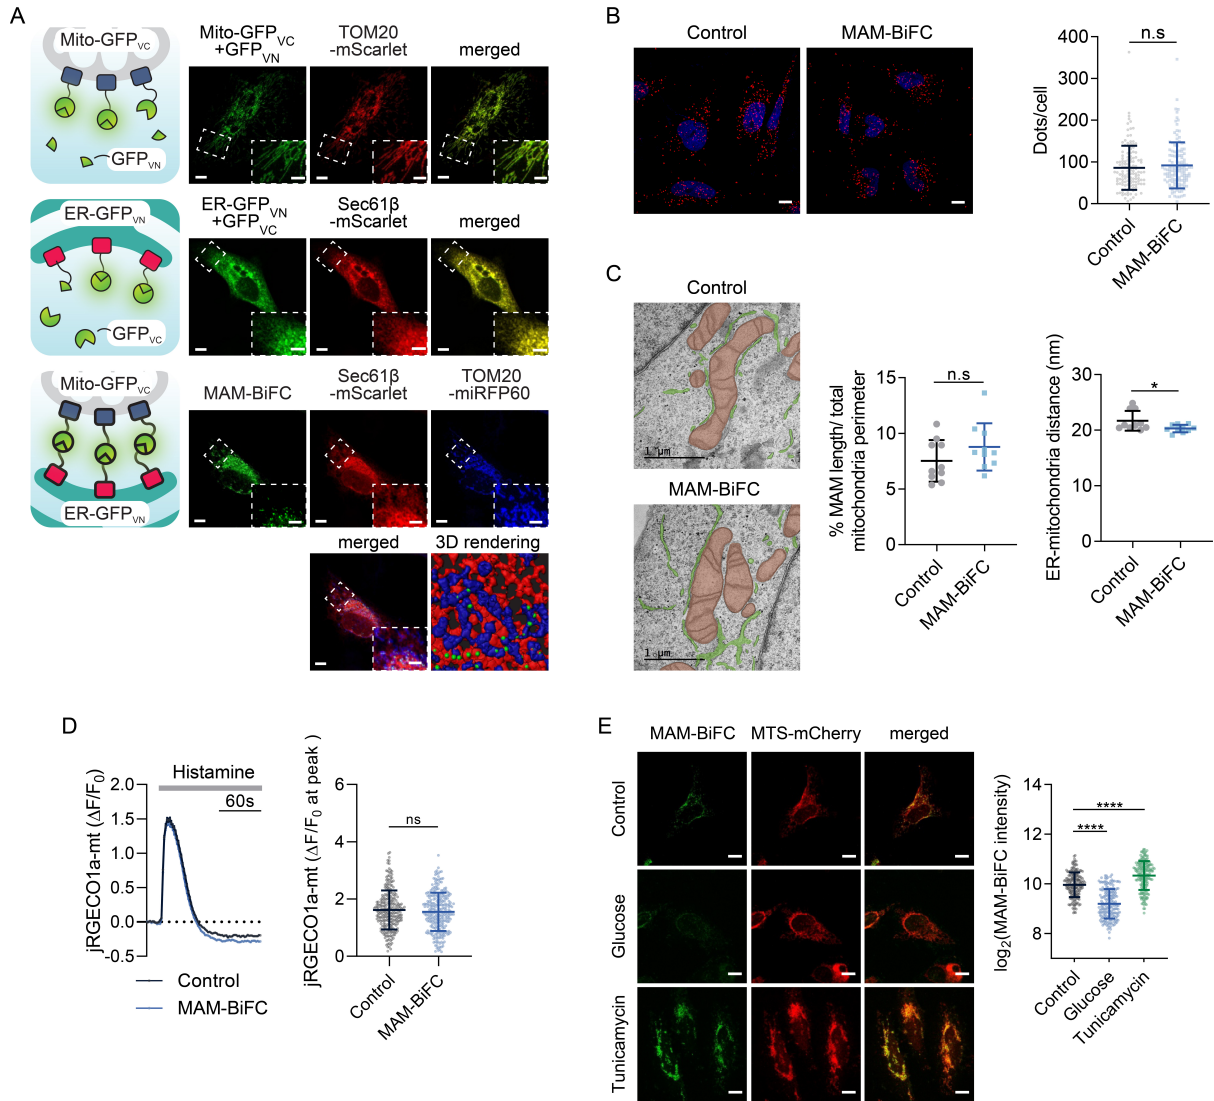 A
Mito-GFPVC
GFPVN
Mito-GFPVC
+GFPVN
TOM20
-mScarlet
merged
ER-GFPVN
GFPVC
ER-GFPVN
+GFPVC
Sec61β
-mScarlet
merged
Mito-GFPVC
ER-GFPVN
MAM-BiFC
Sec61β
-mScarlet
TOM20
-miRFP60
merged
3D rendering
B
Control
MAM-BiFC
Dots/cell
400
300
200
100
0
n.s
Control
MAM-BiFC
C
Control
1 µm
MAM-BiFC
1 µm
% MAM length/ total
mitochondria perimeter
15
10
5
0
n.s
Control
MAM-BiFC
ER-mitochondria distance (nm)
30
20
10
0
*
Control
MAM-BiFC
D
jRGECO1a-mt (ΔF/F0)
2.0
1.5
1.0
0.5
0.0
-0.5
Histamine
60s
Control
MAM-BiFC
jRGECO1a-mt (ΔF/F0 at peak )
6
4
2
0
ns
Control
MAM-BiFC
E
MAM-BiFC
MTS-mCherry
merged
Control
Glucose
Tunicamycin
log2(MAM-BiFC intensity)
14
12
10
8
****
****
Control
Glucose
Tunicamycin